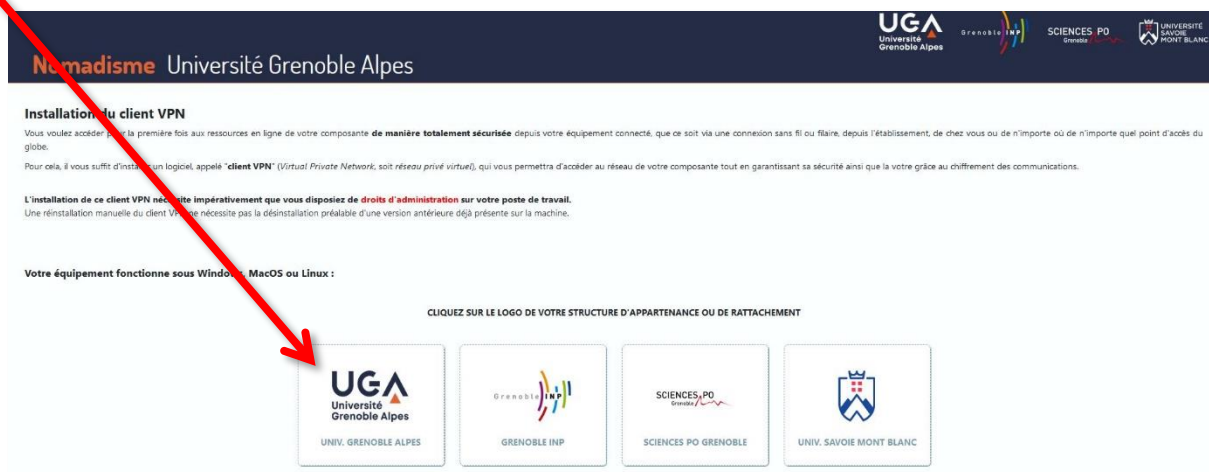 UGA
Université
Grenoble Alpes
Grenoble INP
SCIENCES PO
Grenoble
UNIVERSITÉ
SAVOIE
MONT BLANC
Nomadisme Université Grenoble Alpes
Installation du client VPN
Vous voulez accéder pour la première fois aux ressources en ligne de votre composante de manière totalement sécurisée depuis votre équipement connecté, que ce soit via une connexion sans fil ou filaire, depuis l'établissement, de chez vous ou de n'importe où de n'importe quel point d'accès du
globe.
Pour cela, il vous suffit d'installer un logiciel, appelé "client VPN" (Virtual Private Network, soit réseau privé virtuel), qui vous permettra d'accéder au réseau de votre composante tout en garantissant sa sécurité ainsi que la votre grâce au chiffrement des communications.
L'installation de ce client VPN nécessite impérativement que vous disposiez de droits d'administration sur votre poste de travail.
Une réinstallation manuelle du client VPN ne nécessite pas la désinstallation préalable d'une version antérieure déjà présente sur la machine.
Votre équipement fonctionne sous Windows, MacOS ou Linux :
CLIQUEZ SUR LE LOGO DE VOTRE STRUCTURE D'APPARTENANCE OU DE RATTACHEMENT
UGA
Université
Grenoble Alpes
UNIV. GRENOBLE ALPES
Grenoble INP
GRENOBLE INP
SCIENCES PO
Grenoble
SCIENCES PO GRENOBLE
UNIV. SAVOIE MONT BLANC